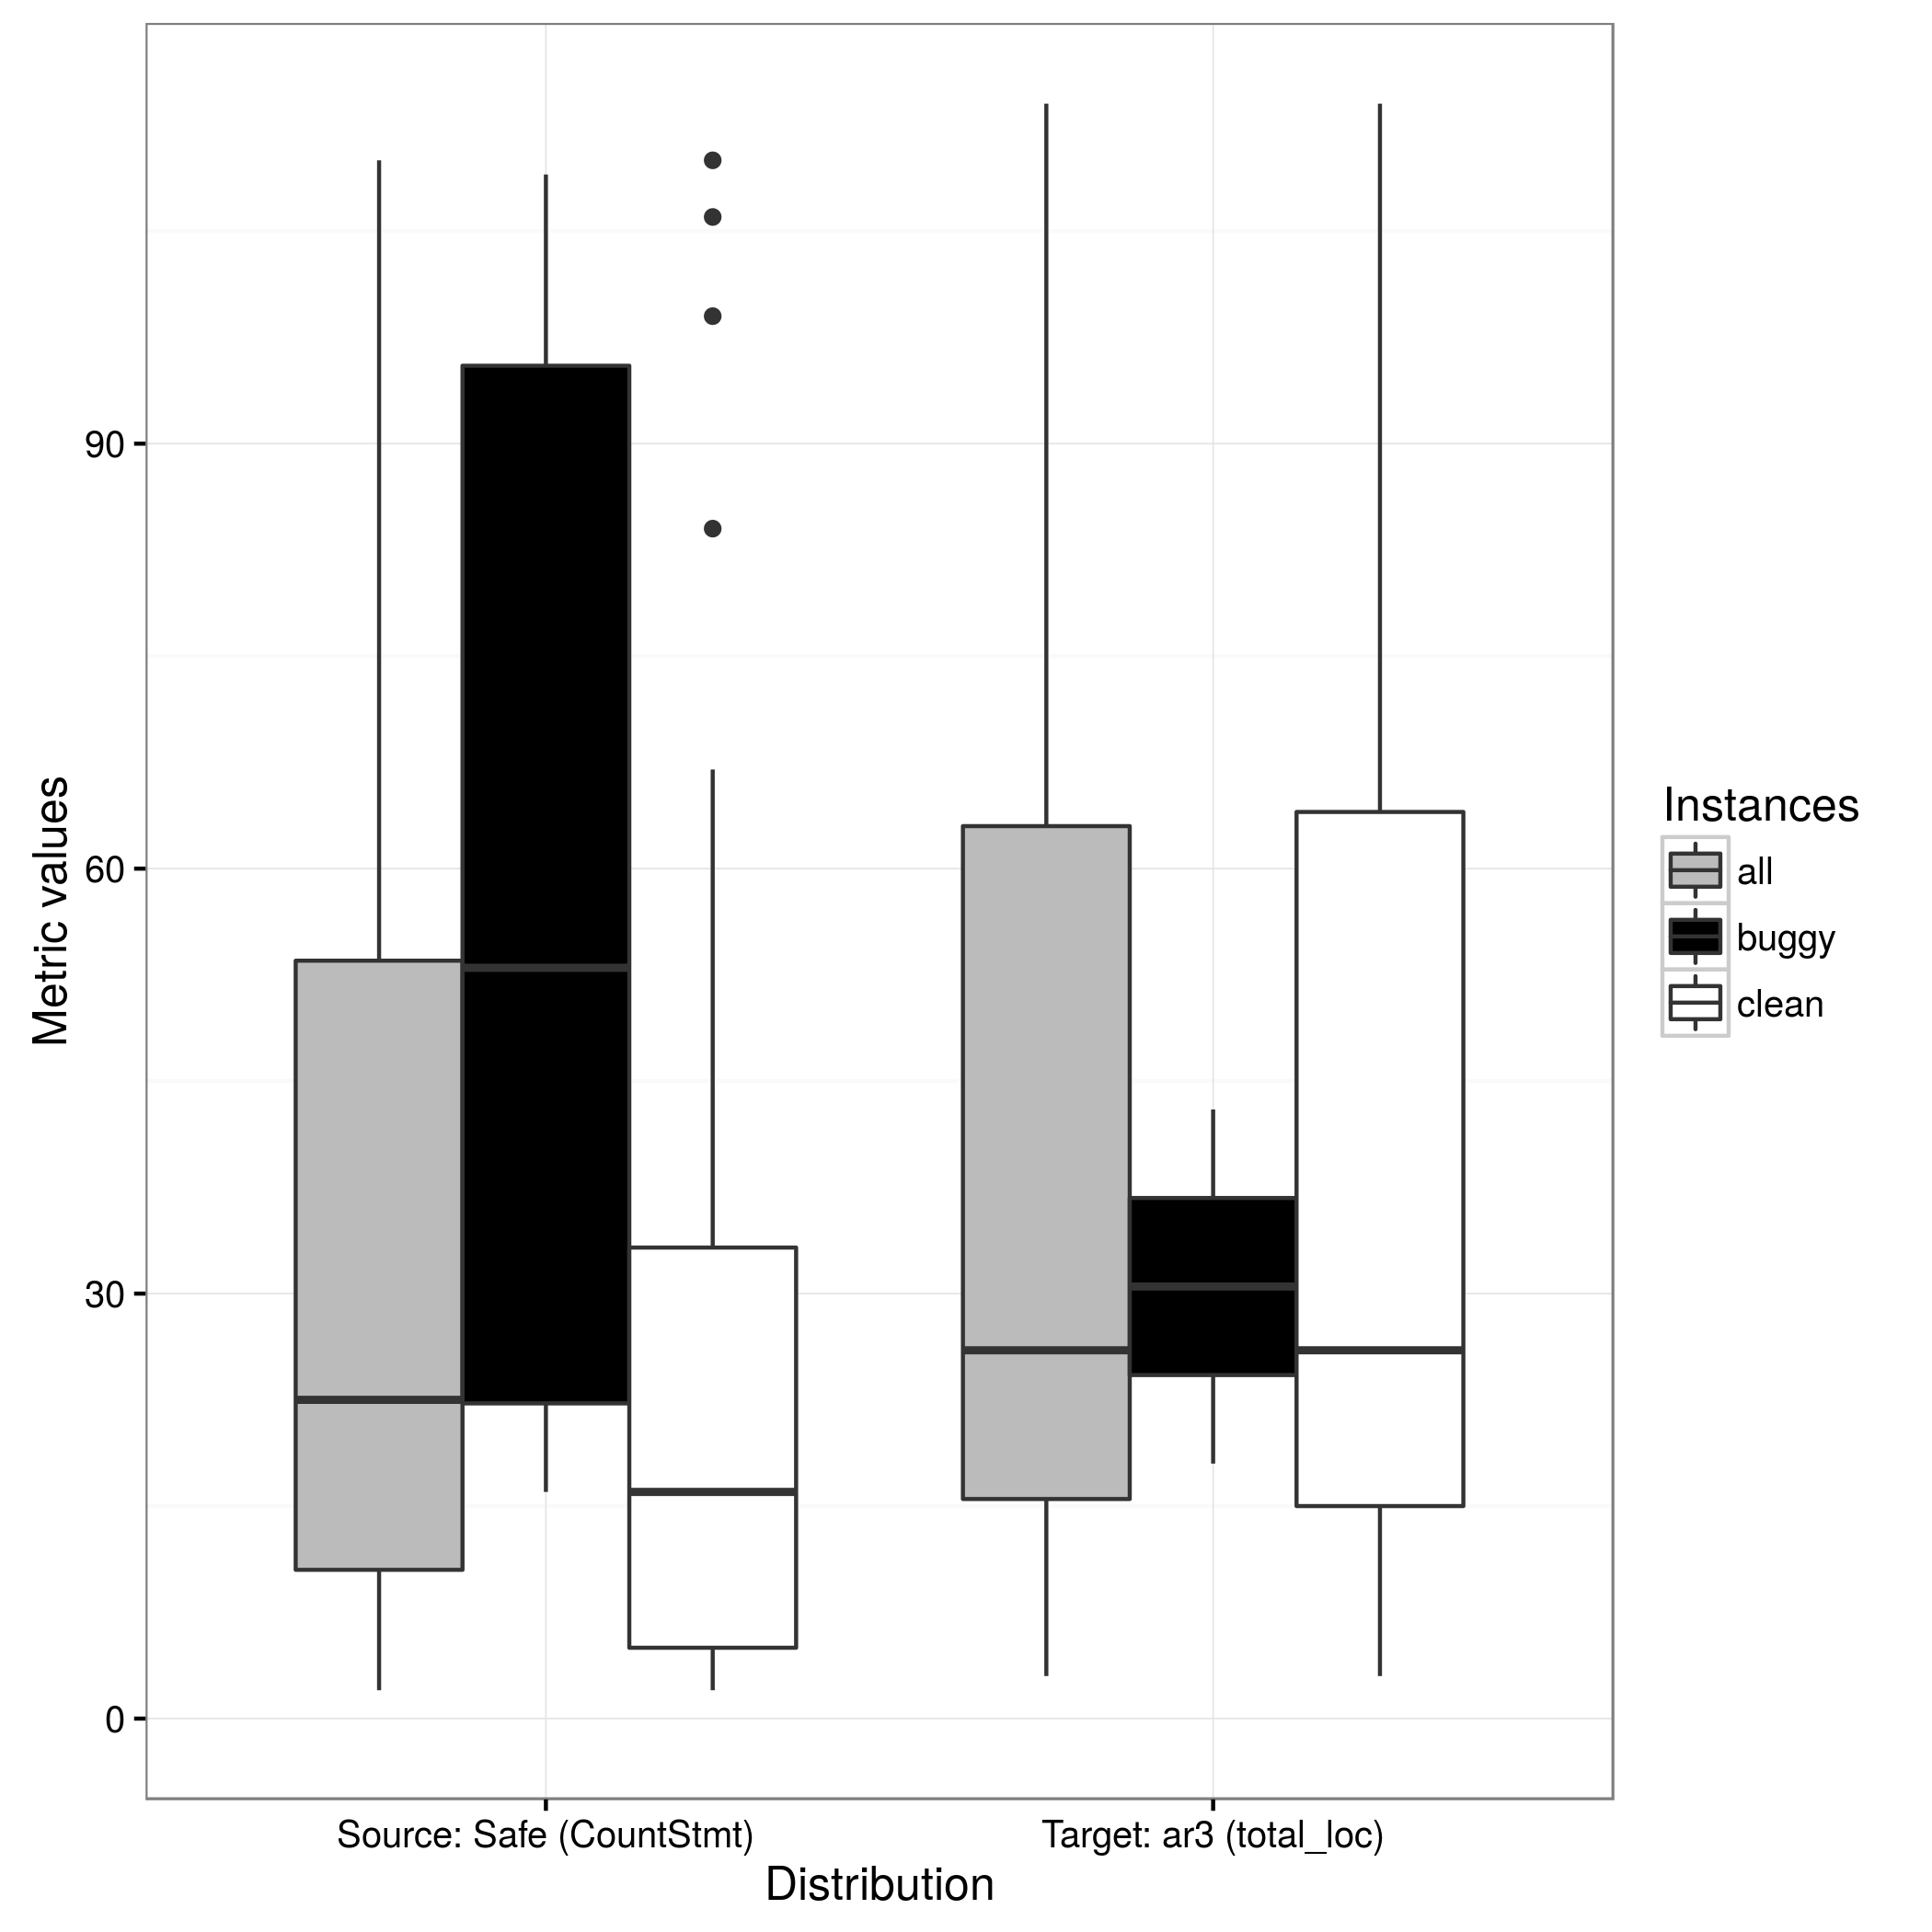 Metric values
90
60
30
0
Source: Safe (CountStmt)
Target: ar3 (total_loc)
Distribution
Instances
all
buggy
clean